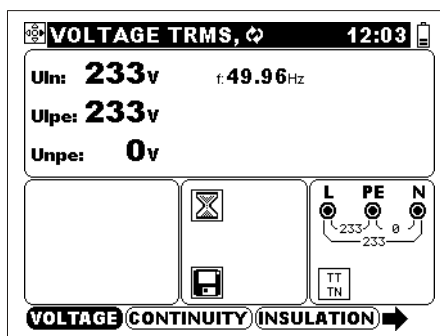 VOLTAGE TRMS, 12:03
Uln: 233V f: 49.96Hz
Ulpe: 233V
Unpe: 0V
L PE N
233 0
233
TT
TN
VOLTAGE CONTINUITY INSULATION